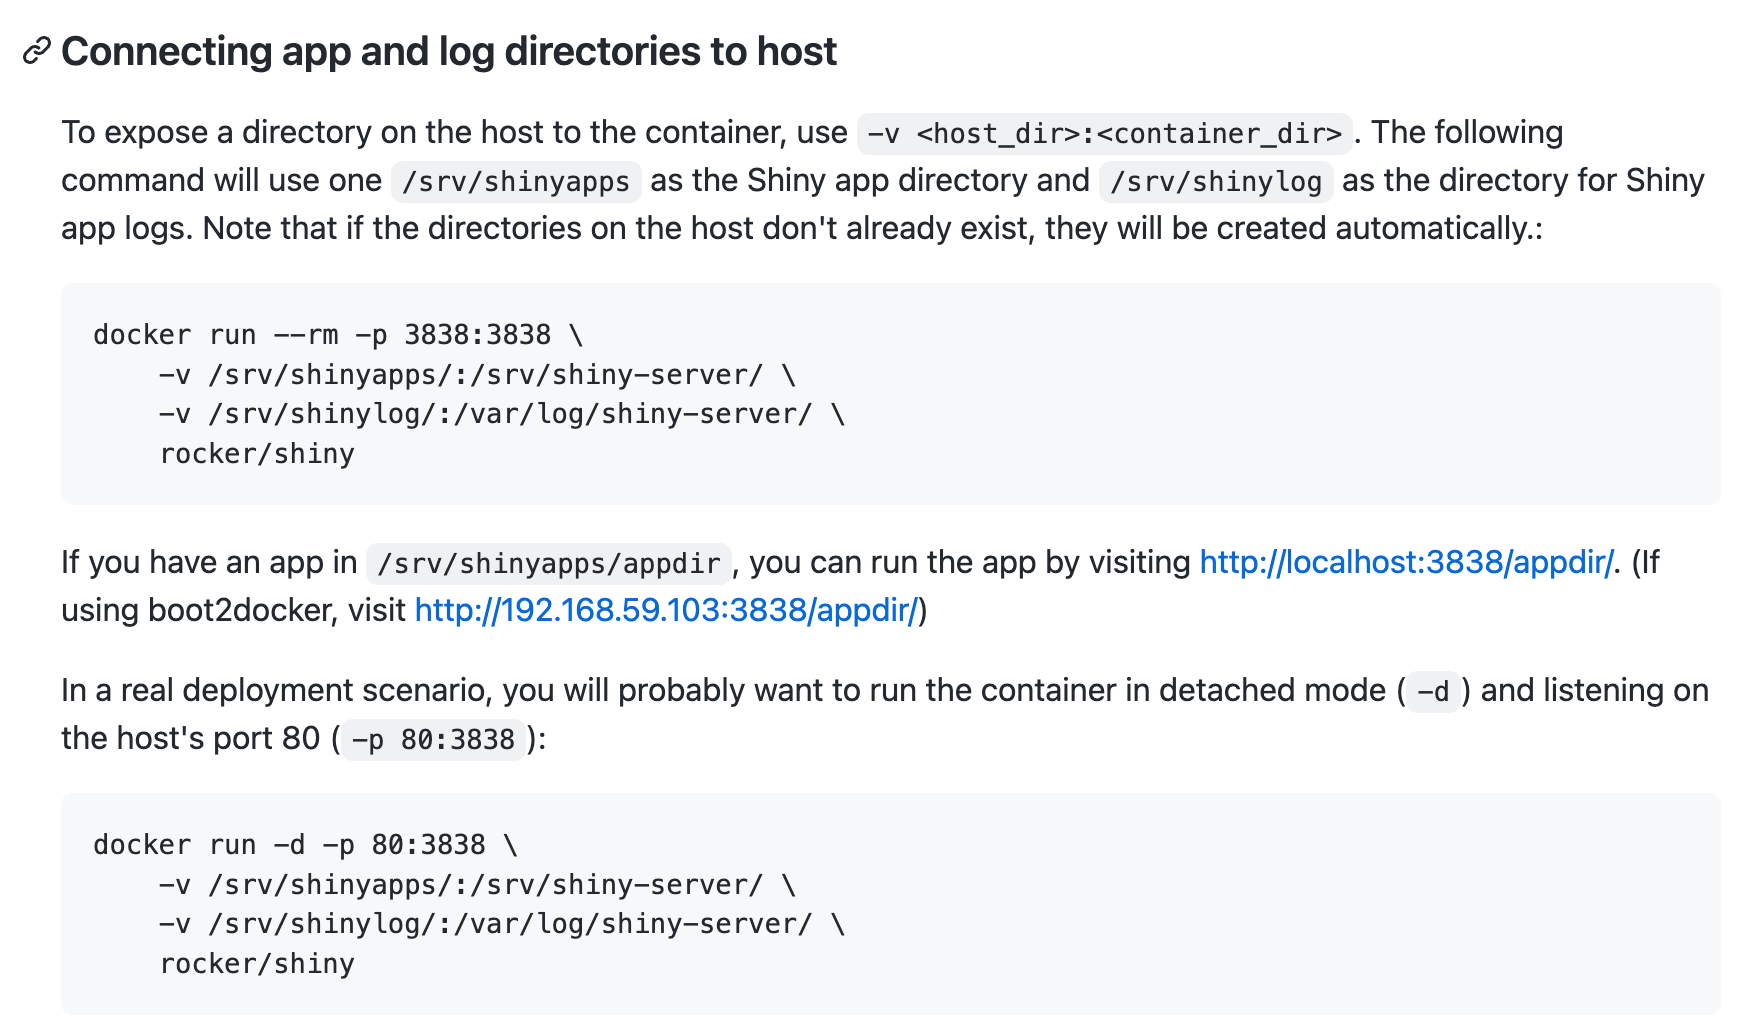 Connecting app and log directories to host
To expose a directory on the host to the container, use -v <host_dir>:<container_dir>. The following
command will use one /srv/shinyapps as the Shiny app directory and /srv/shinylog as the directory for Shiny
app logs. Note that if the directories on the host don't already exist, they will be created automatically.:
docker run --rm -p 3838:3838 \
    -v /srv/shinyapps/:/srv/shiny-server/ \
    -v /srv/shinylog/:/var/log/shiny-server/ \
    rocker/shiny
If you have an app in /srv/shinyapps/appdir, you can run the app by visiting http://localhost:3838/appdir/. (If
using boot2docker, visit http://192.168.59.103:3838/appdir/)
In a real deployment scenario, you will probably want to run the container in detached mode (-d) and listening on
the host's port 80 (-p 80:3838):
docker run -d -p 80:3838 \
    -v /srv/shinyapps/:/srv/shiny-server/ \
    -v /srv/shinylog/:/var/log/shiny-server/ \
    rocker/shiny